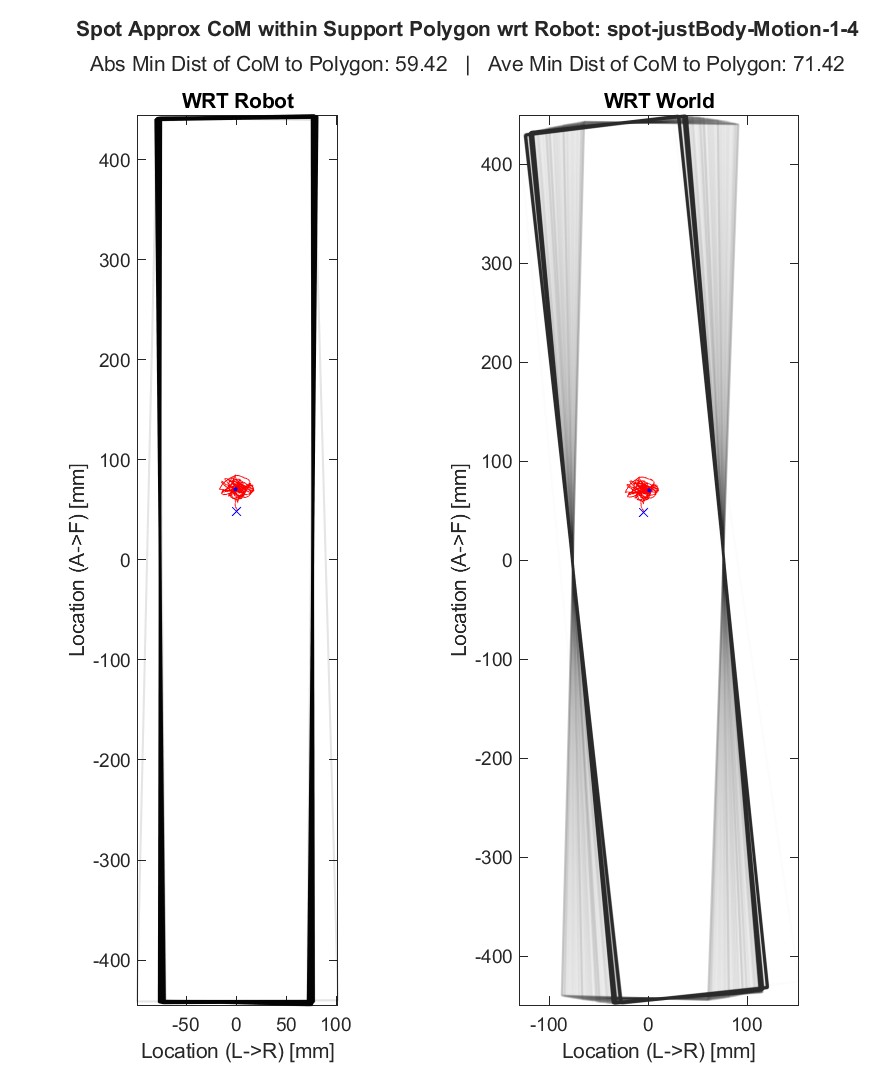 Spot Approx CoM within Support Polygon wrt Robot: spot-justBody-Motion-1-4
Abs Min Dist of CoM to Polygon: 59.42 | Ave Min Dist of CoM to Polygon: 71.42
WRT Robot
400
300
200
100
0
-100
-200
-300
-400
Location (A->F) [mm]
-50 0 50 100
Location (L->R) [mm]
WRT World
400
300
200
100
0
-100
-200
-300
-400
Location (A->F) [mm]
-100 0 100
Location (L->R) [mm]